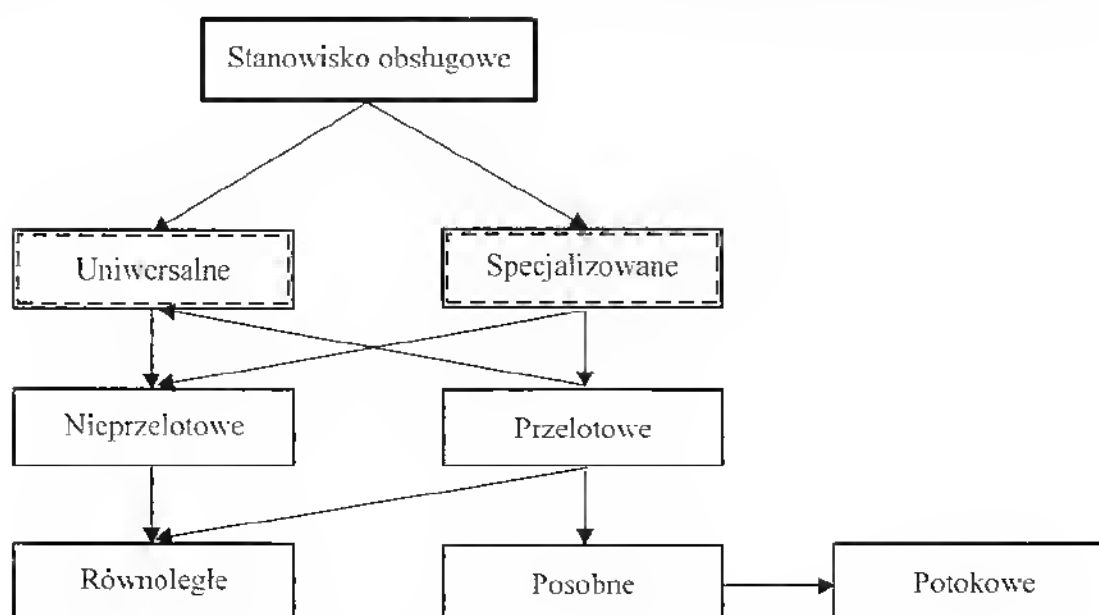 Stanowisko obsługowe
Uniwersalne
Specjalizowane
Nieprzelotowe
Przelotowe
Równoległe
Posobne
Potokowe